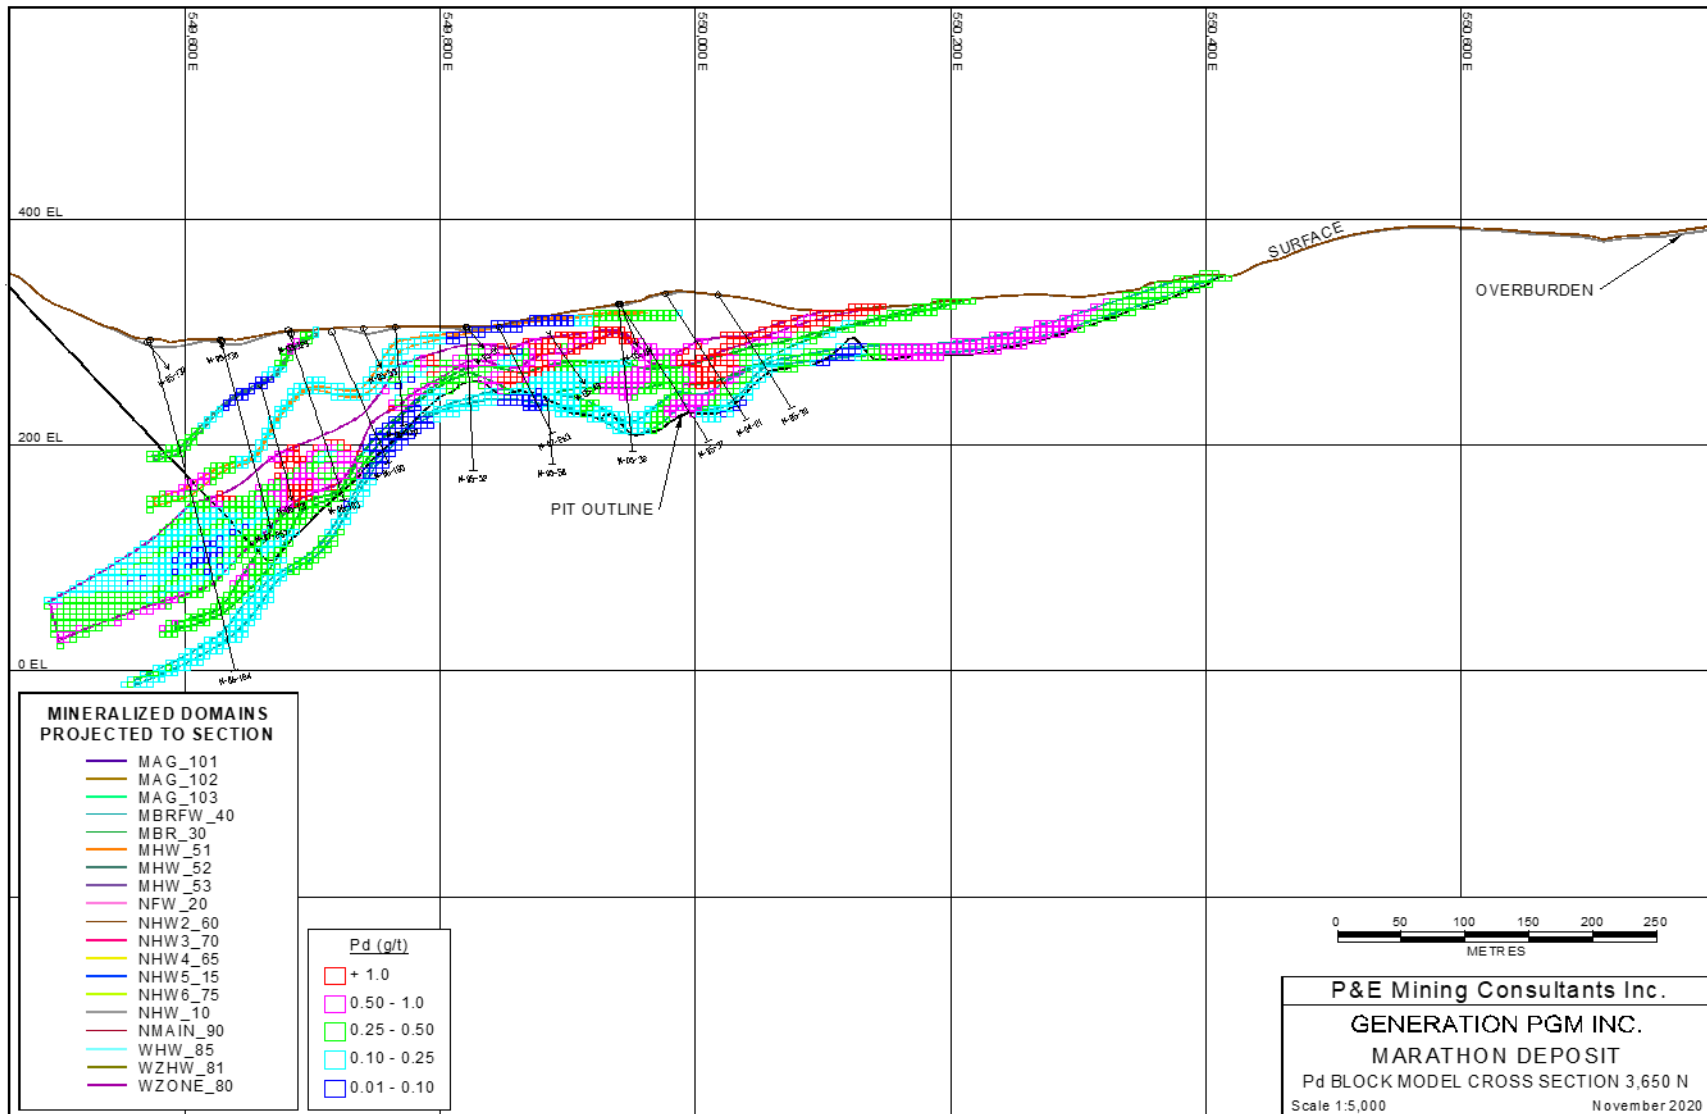 549,600 E
549,800 E
550,000 E
550,200 E
550,400 E
550,600 E
400 EL
SURFACE
OVERBURDEN
200 EL
PIT OUTLINE
0 EL
MINERALIZED DOMAINS
PROJECTED TO SECTION
MAG_101
MAG_102
MAG_103
MBRFW_40
MBR_30
MHW_51
MHW_52
MHW_53
NFW_20
NHW2_60
NHW3_70
NHW4_65
NHW5_15
NHW6_75
NHW_10
NMAIN_90
WHW_85
WZHW_81
WZONE_80
Pd (g/t)
+ 1.0
0.50 - 1.0
0.25 - 0.50
0.10 - 0.25
0.01 - 0.10
0 50 100 150 200 250
METRES
P&E Mining Consultants Inc.
GENERATION PGM INC.
MARATHON DEPOSIT
Pd BLOCK MODEL CROSS SECTION 3,650 N
Scale 1:5,000 November 2020